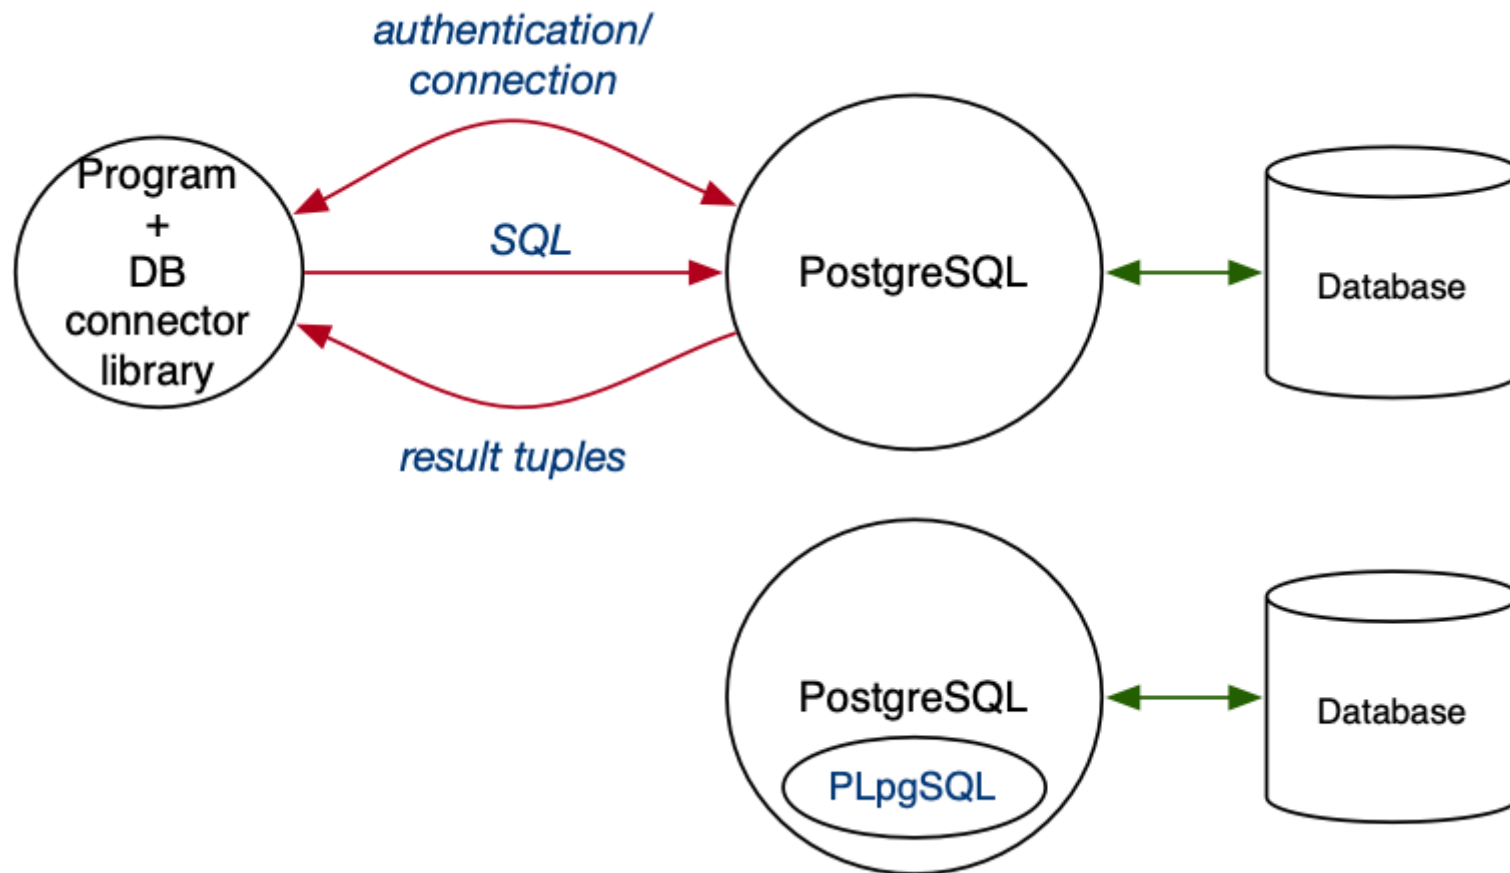 authentication/
connection
Program
+
DB
connector
library
SQL
PostgreSQL
Database
result tuples
PostgreSQL
PLpgSQL
Database